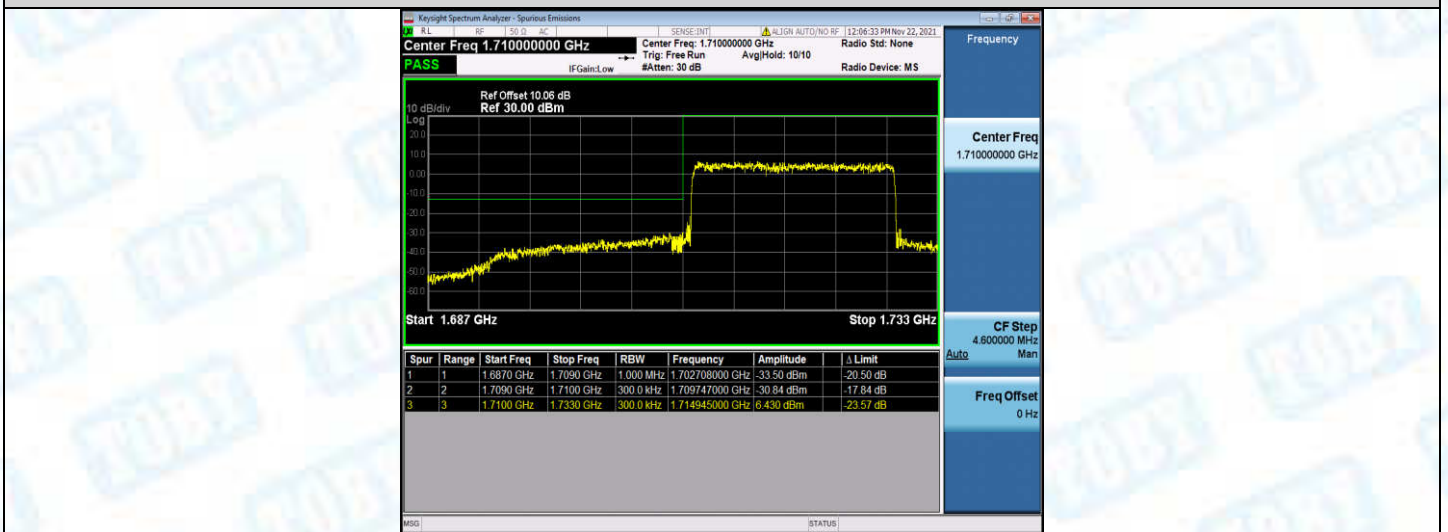 Keysight Spectrum Analyzer - Spurious Emissions
RL RF 50 Ω AC SENSE:INT ALIGN AUTO/NO RF 12:06:33 PM Nov 22, 2021
Center Freq 1.710000000 GHz Center Freq: 1.710000000 GHz Radio Std: None
Trig: Free Run Avg|Hold: 10/10
PASS IFGain:Low #Atten: 30 dB Radio Device: MS
Ref Offset 10.06 dB
10 dB/div Ref 30.00 dBm
Log
20.0
10.0
0.00
-10.0
-20.0
-30.0
-40.0
-50.0
-60.0
Start 1.687 GHz Stop 1.733 GHz
Spur Range Start Freq Stop Freq RBW Frequency Amplitude Δ Limit
1 1 1.6870 GHz 1.7090 GHz 1.000 MHz 1.702708000 GHz -33.50 dBm -20.50 dB
2 2 1.7090 GHz 1.7100 GHz 300.0 kHz 1.709747000 GHz -30.84 dBm -17.84 dB
3 3 1.7100 GHz 1.7330 GHz 300.0 kHz 1.714945000 GHz 6.430 dBm -23.57 dB
MSG STATUS
Frequency
Center Freq
1.710000000 GHz
CF Step
4.600000 MHz
Auto Man
Freq Offset
0 Hz